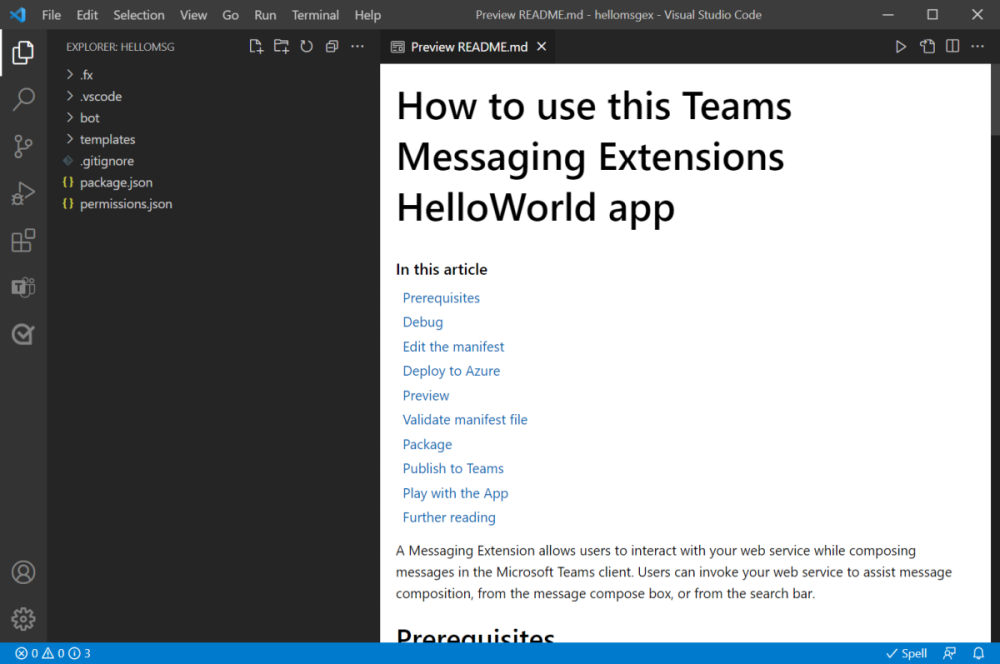 File Edit Selection View Go Run Terminal Help Preview README.md - hellomsgex - Visual Studio Code
EXPLORER: HELLOMSG
.fx
.vscode
bot
templates
.gitignore
{} package.json
{} permissions.json
Preview README.md
How to use this Teams
Messaging Extensions
HelloWorld app
In this article
Prerequisites
Debug
Edit the manifest
Deploy to Azure
Preview
Validate manifest file
Package
Publish to Teams
Play with the App
Further reading
A Messaging Extension allows users to interact with your web service while composing
messages in the Microsoft Teams client. Users can invoke your web service to assist message
composition, from the message compose box, or from the search bar.
Prerequisites
0 0 3 Spell